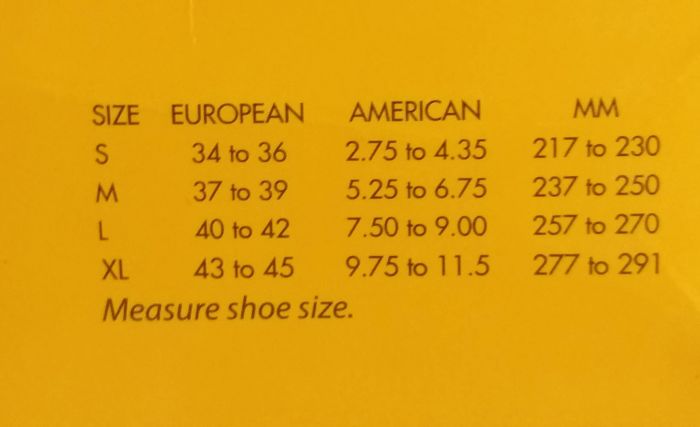 SIZE EUROPEAN AMERICAN MM
S 34 to 36 2.75 to 4.35 217 to 230
M 37 to 39 5.25 to 6.75 237 to 250
L 40 to 42 7.50 to 9.00 257 to 270
XL 43 to 45 9.75 to 11.5 277 to 291
Measure shoe size.